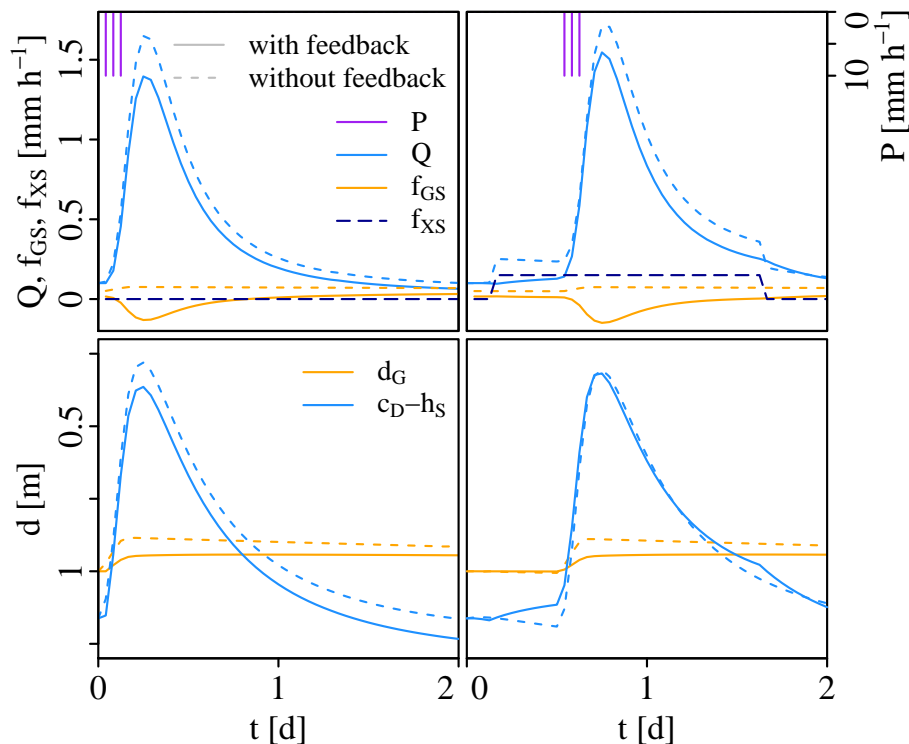 with feedback
without feedback
P
Q
f_GS
f_XS
Q, f_GS, f_XS [mm h⁻¹]
0
0.5
1
1.5
0
10
P [mm h⁻¹]
d_G
c_D−h_S
d [m]
0.5
1
0
1
2
t [d]
0
1
2
t [d]